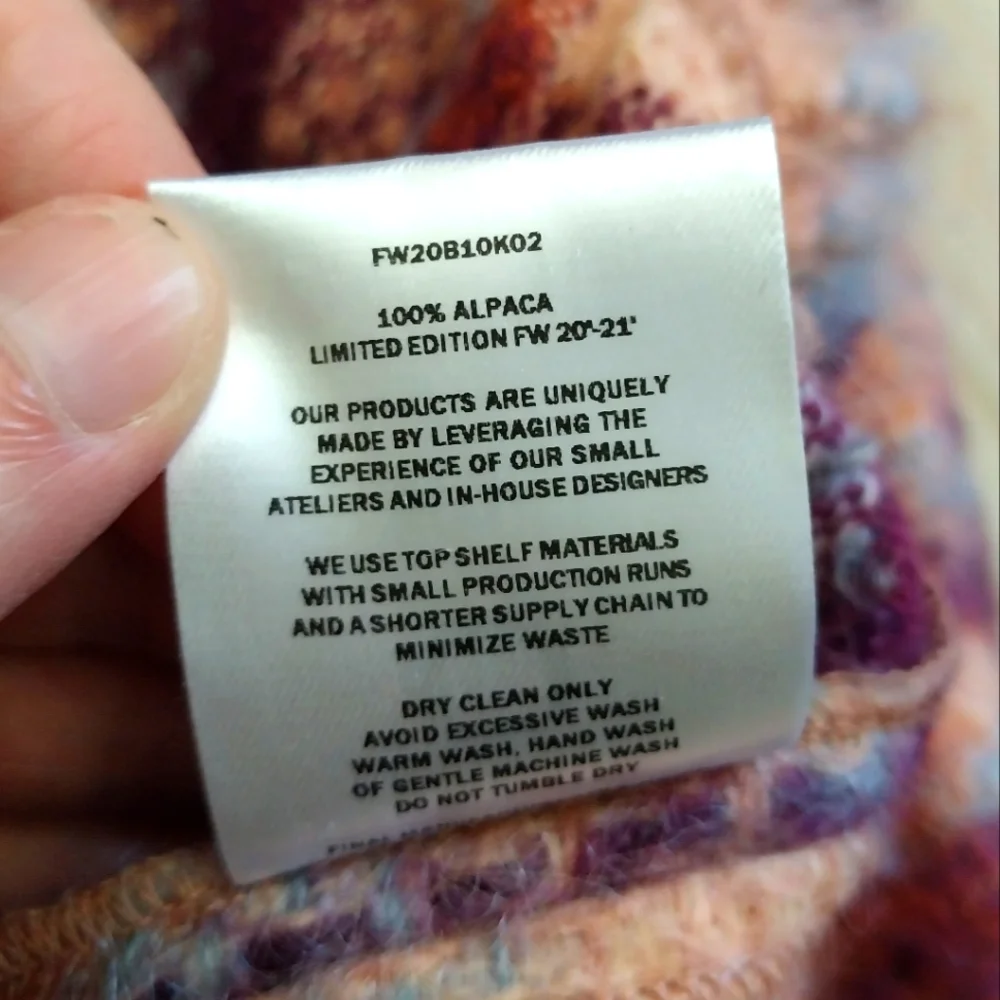 FW20B10K02
100% ALPACA
LIMITED EDITION FW 20'-21'
OUR PRODUCTS ARE UNIQUELY
MADE BY LEVERAGING THE
EXPERIENCE OF OUR SMALL
ATELIERS AND IN-HOUSE DESIGNERS
WE USE TOP SHELF MATERIALS
WITH SMALL PRODUCTION RUNS
AND A SHORTER SUPPLY CHAIN TO
MINIMIZE WASTE
DRY CLEAN ONLY
AVOID EXCESSIVE WASH
WARM WASH, HAND WASH
OF GENTLE MACHINE WASH
DO NOT TUMBLE DRY